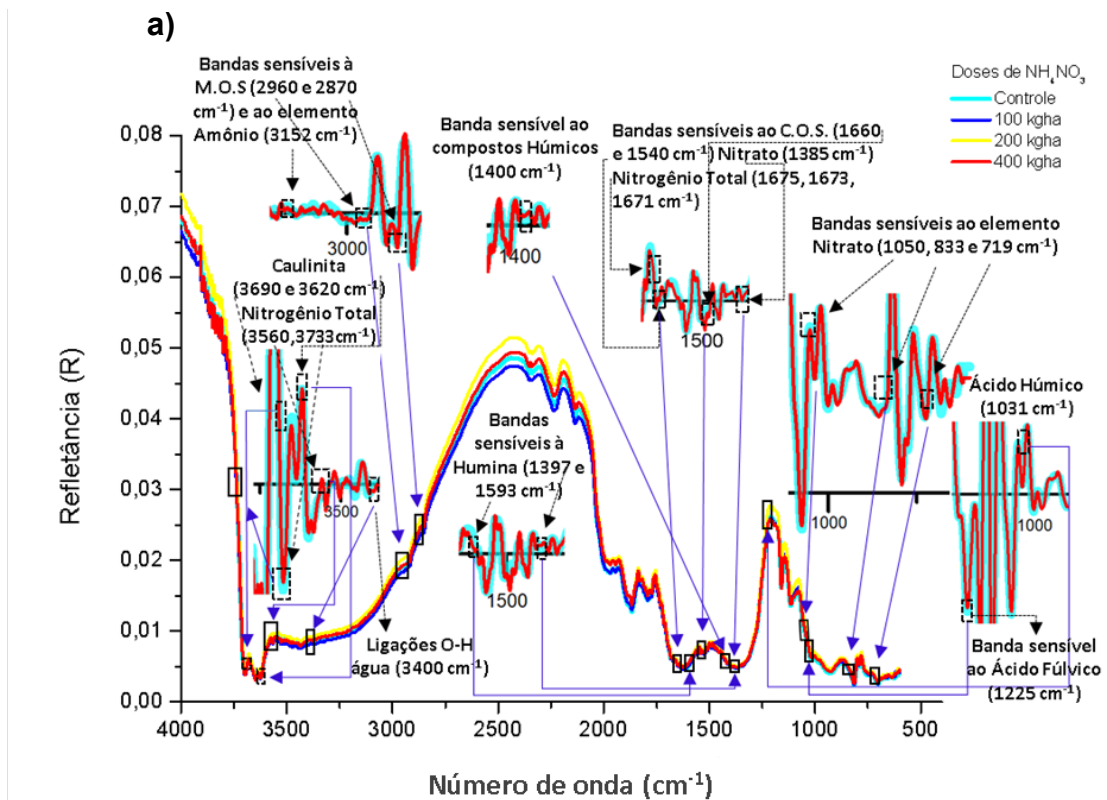 a)
Bandas sensíveis à
M.O.S (2960 e 2870
cm-1) e ao elemento
Amônio (3152 cm-1)
Banda sensível ao
compostos Húmicos
(1400 cm-1)
Bandas sensíveis ao C.O.S. (1660
e 1540 cm-1) Nitrato (1385 cm-1)
Nitrogênio Total (1675, 1673,
1671 cm-1)
Doses de NH4NO3
Controle
100 kgha
200 kgha
400 kgha
Bandas sensíveis ao elemento
Nitrato (1050, 833 e 719 cm-1)
Caulinita
(3690 e 3620 cm-1)
Nitrogênio Total
(3560,3733cm-1)
Bandas
sensíveis à
Humina (1397 e
1593 cm-1)
Ácido Húmico
(1031 cm-1)
Ligações O-H
água (3400 cm-1)
Banda sensível
ao Ácido Fúlvico
(1225 cm-1)
3000
1400
1500
3500
1500
1000
1000
Refletância (R)
0,08
0,07
0,06
0,05
0,04
0,03
0,02
0,01
0,00
4000 3500 3000 2500 2000 1500 1000 500
Número de onda (cm-1)